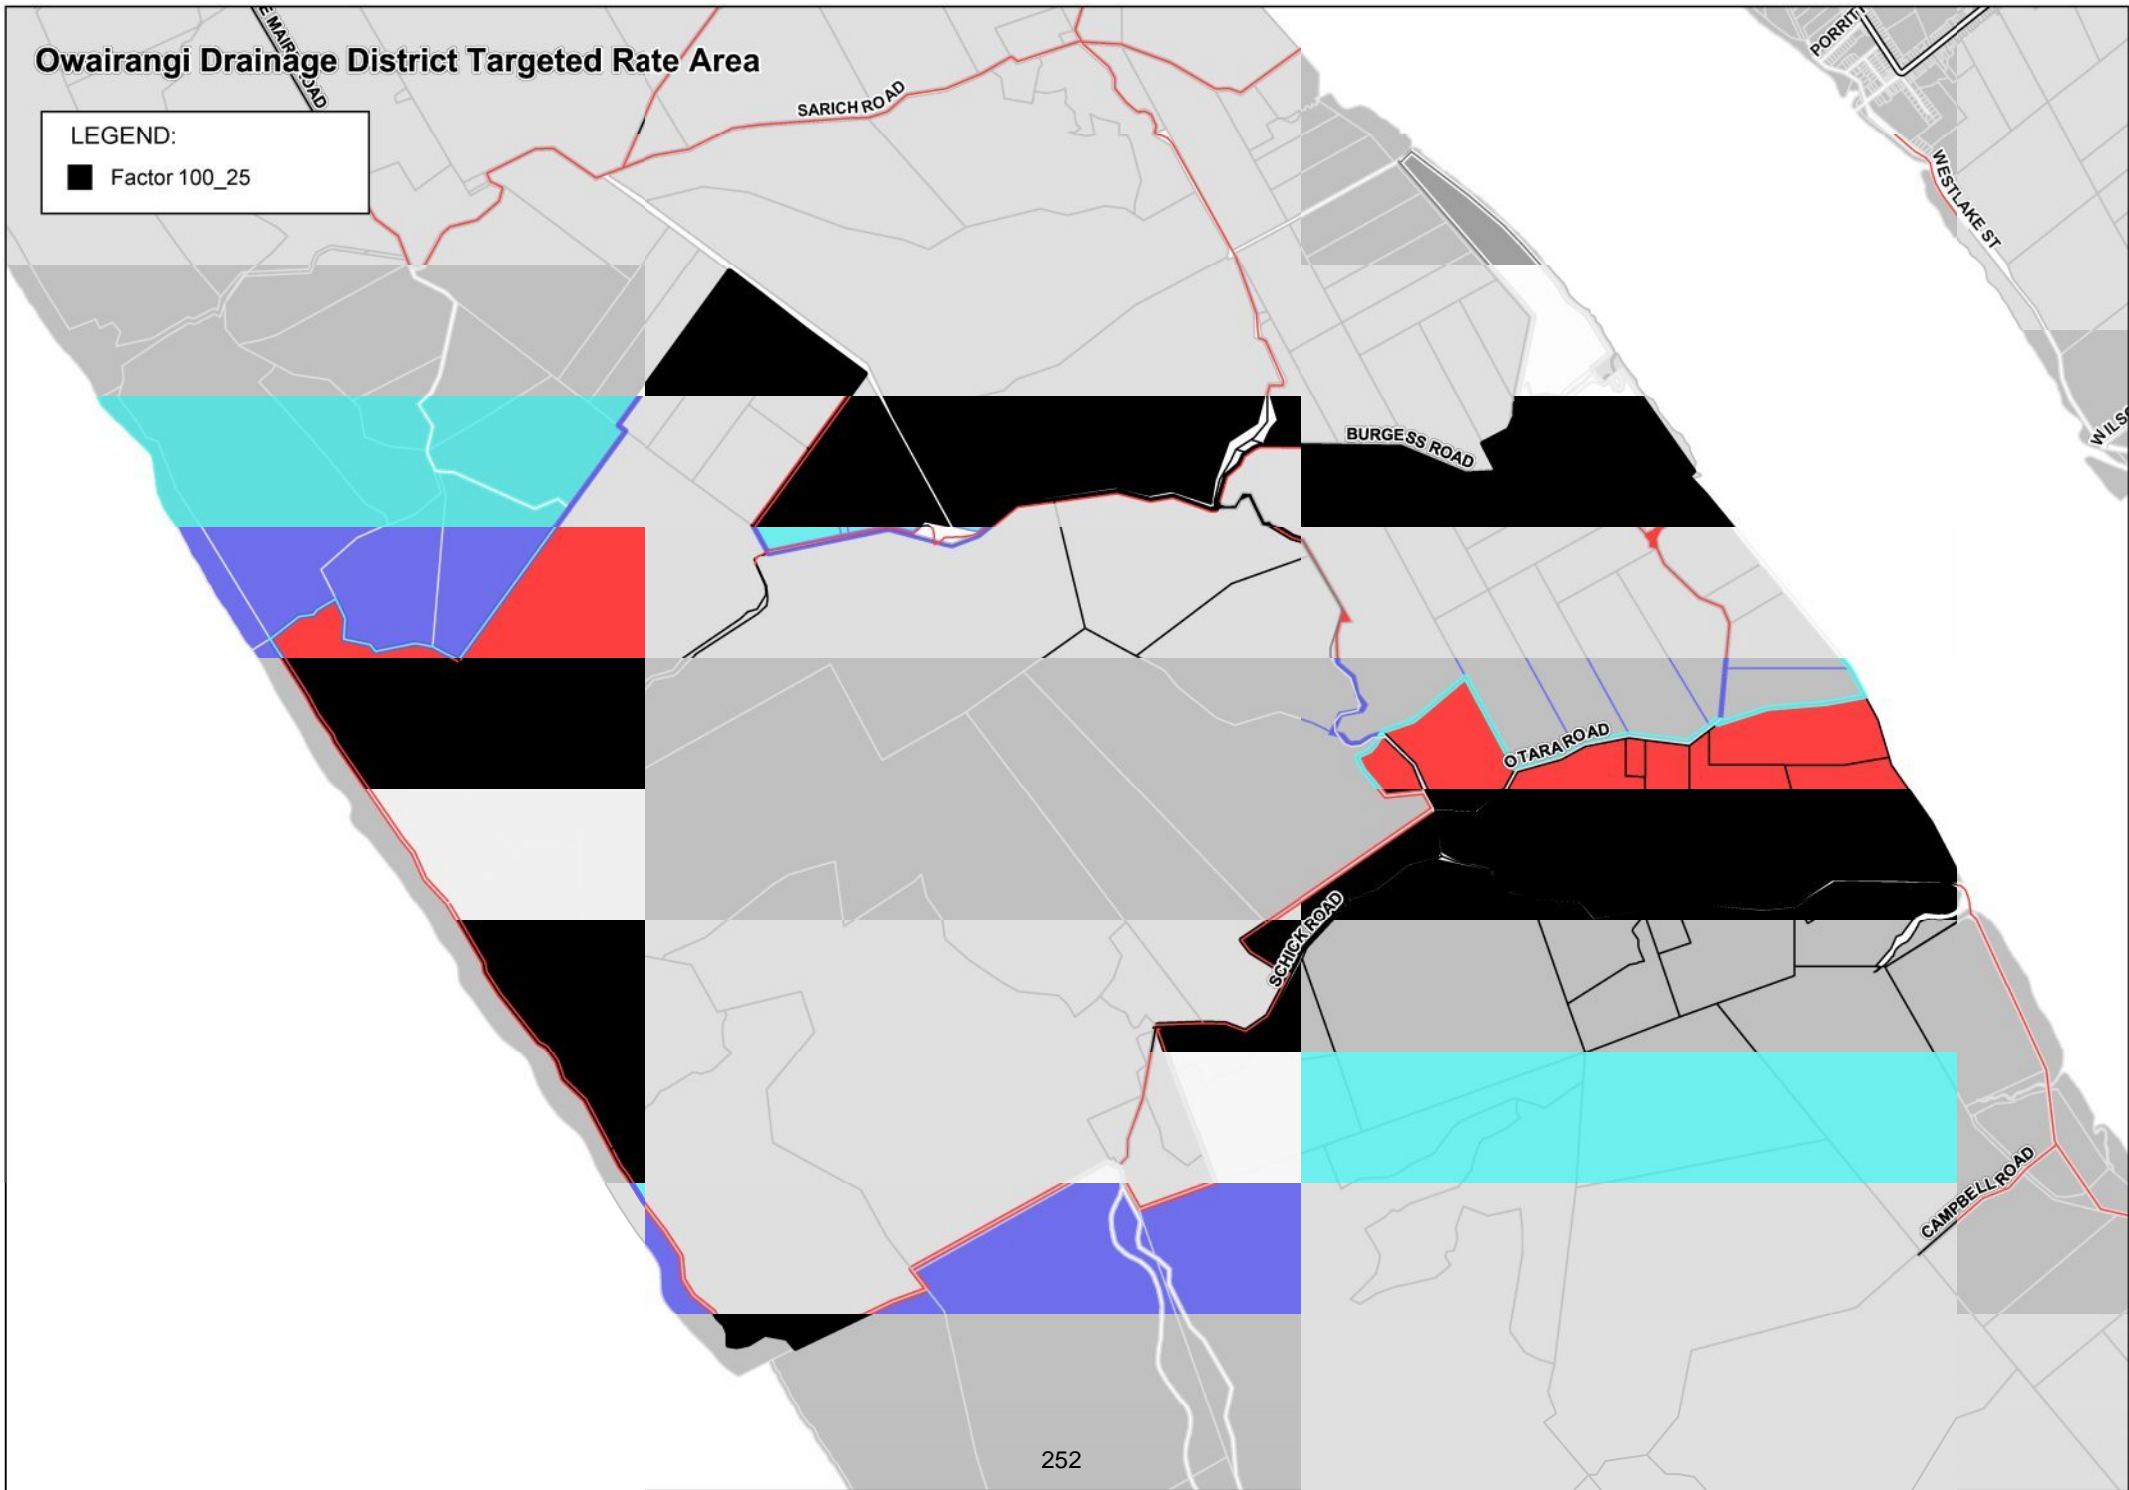 Owairangi Drainage District Targeted Rate Area
LEGEND:
Factor 100_25
ROAD
SARICH ROAD
WESTLAKE ST
BURGESS ROAD
OTARA ROAD
SCHICK ROAD
CAMPBELL ROAD
252